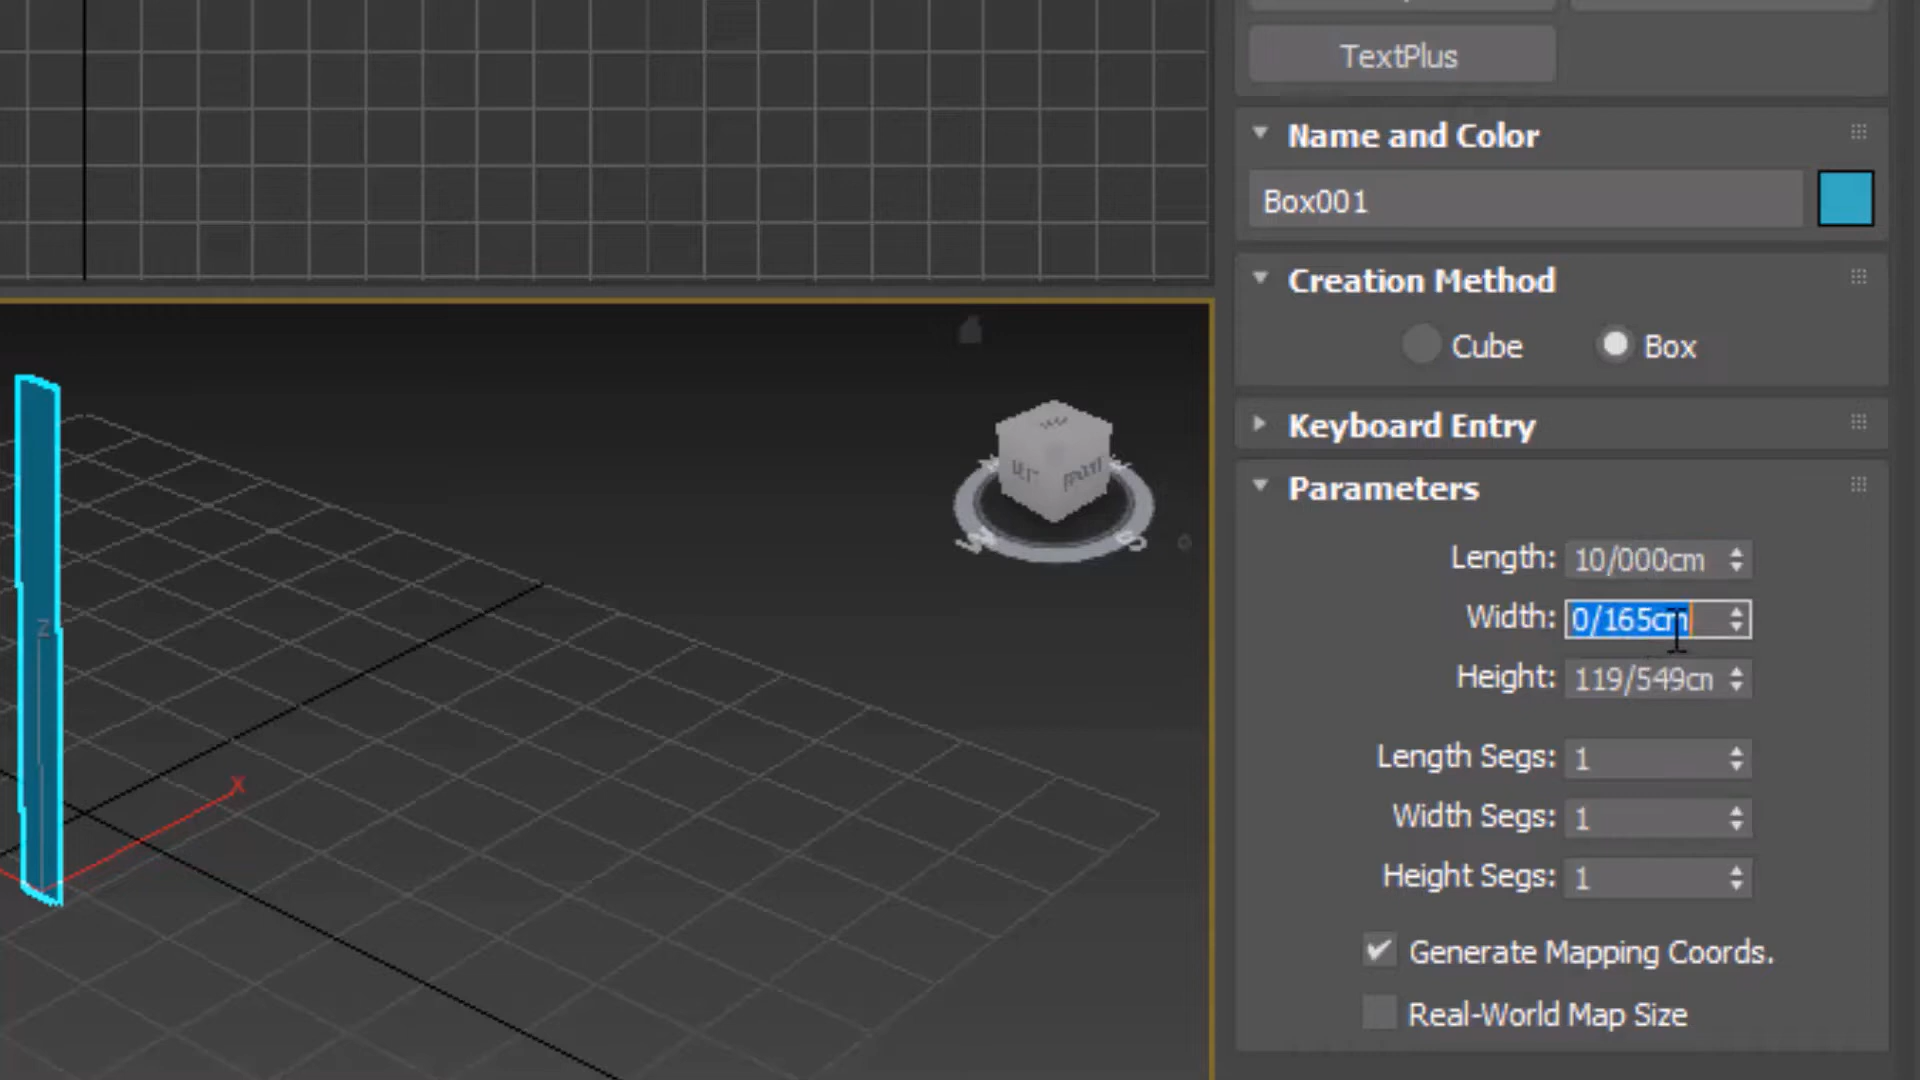 TextPlus
Name and Color
Box001
Creation Method
Cube Box
Keyboard Entry
Parameters
Length: 10/000cm
Width: 0/165cm
Height: 119/549cn
Length Segs: 1
Width Segs: 1
Height Segs: 1
Generate Mapping Coords.
Real-World Map Size
Z
X